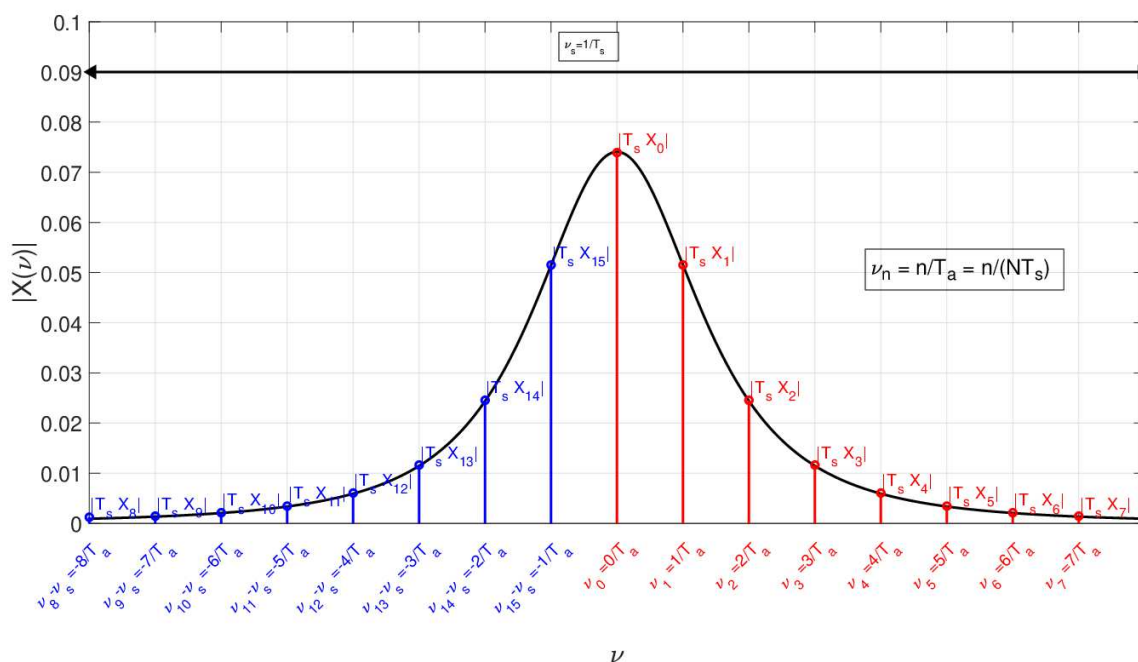 0.1
ν_s=1/T_s
0.09
0.08
|T_s X_0|
0.07
0.06
|T_s X_15|
|T_s X_1|
0.05
ν_n = n/T_a = n/(NT_s)
0.04
0.03
|T_s X_14|
|T_s X_2|
0.02
|T_s X_13|
|T_s X_3|
0.01
|T_s X_8|
|T_s X_9|
|T_s X_10|
|T_s X_11|
|T_s X_12|
|T_s X_4|
|T_s X_5|
|T_s X_6|
|T_s X_7|
0
|X(ν)|
ν_8-ν_s=-8/T_a
ν_9-ν_s=-7/T_a
ν_10-ν_s=-6/T_a
ν_11-ν_s=-5/T_a
ν_12-ν_s=-4/T_a
ν_13-ν_s=-3/T_a
ν_14-ν_s=-2/T_a
ν_15-ν_s=-1/T_a
ν_0=0/T_a
ν_1=1/T_a
ν_2=2/T_a
ν_3=3/T_a
ν_4=4/T_a
ν_5=5/T_a
ν_6=6/T_a
ν_7=7/T_a
ν